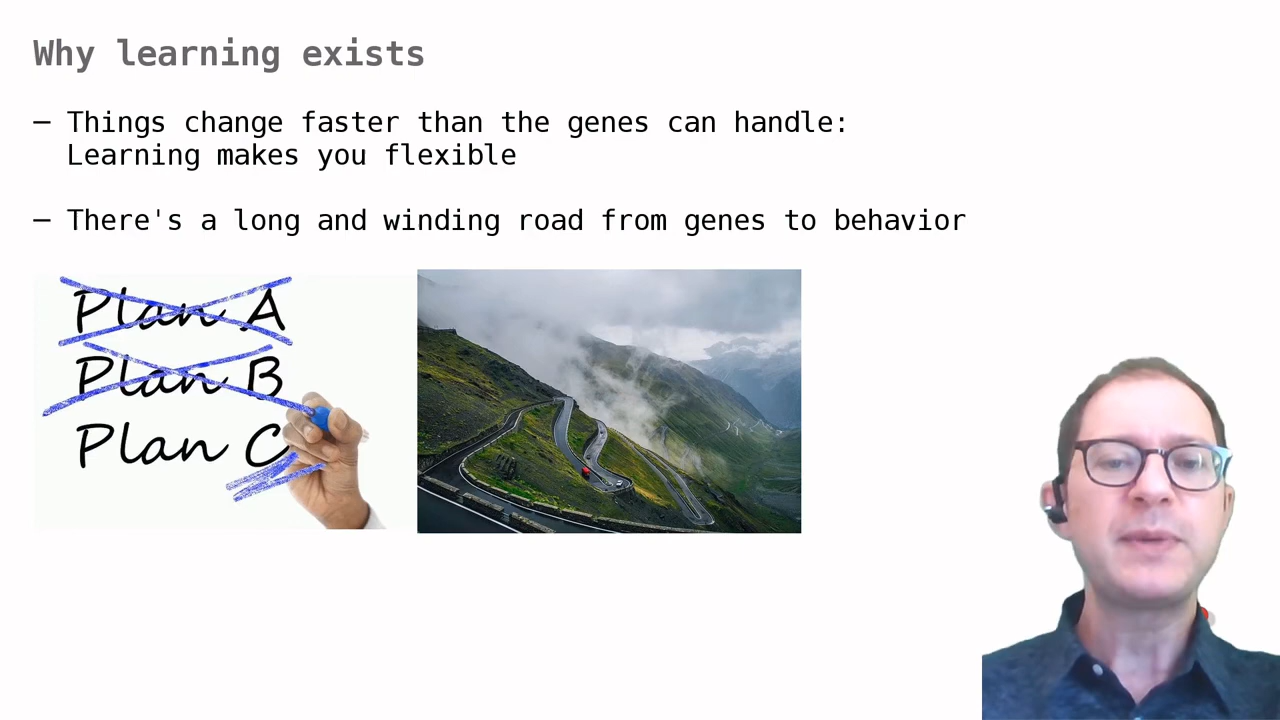 Why learning exists
– Things change faster than the genes can handle:
Learning makes you flexible
– There's a long and winding road from genes to behavior
Plan A
Plan B
Plan C